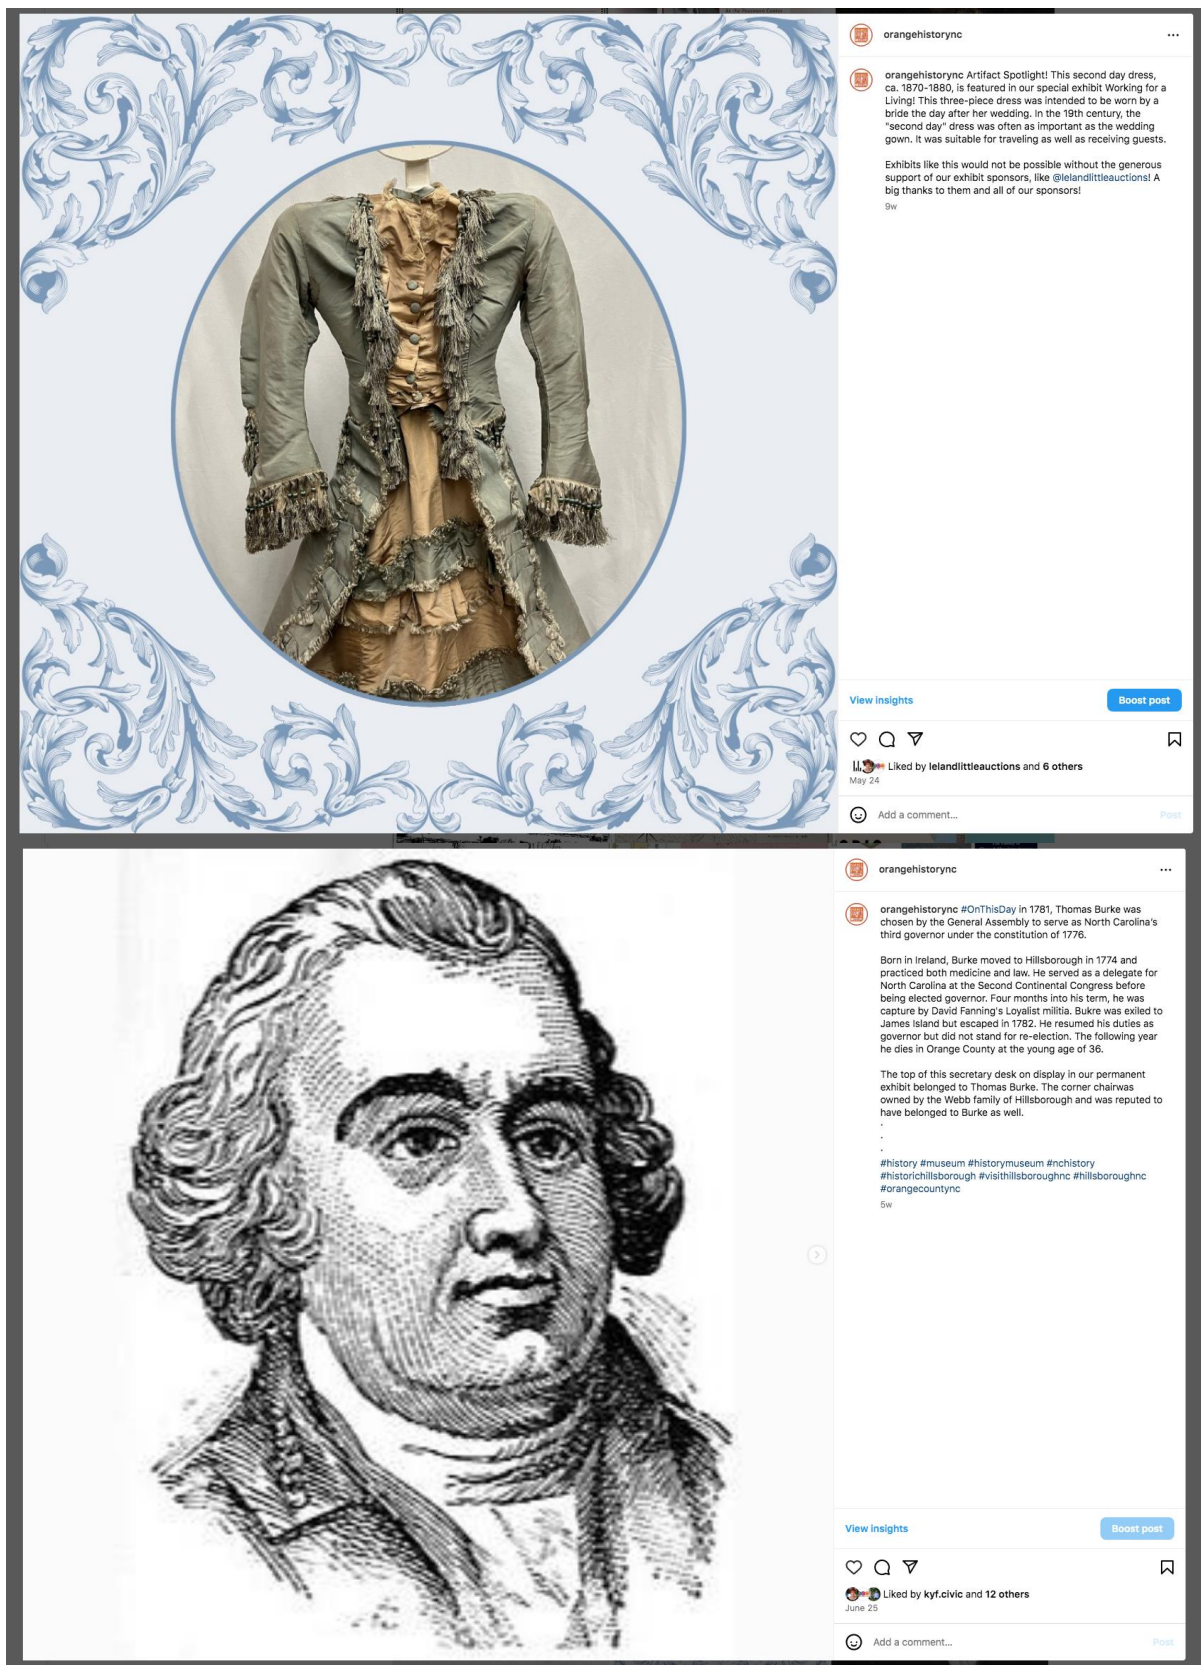 orangehistorync
orangehistorync Artifact Spotlight! This second day dress,
ca. 1870-1880, is featured in our special exhibit Working for a
Living! This three-piece dress was intended to be worn by a
bride the day after her wedding. In the 19th century, the
"second day" dress was often as important as the wedding
gown. It was suitable for traveling as well as receiving guests.
Exhibits like this would not be possible without the generous
support of our exhibit sponsors, like @lelandlittleauctions! A
big thanks to them and all of our sponsors!
9w
View insights
Boost post
Liked by lelandlittleauctions and 6 others
May 24
Add a comment...
Post
orangehistorync
orangehistorync #OnThisDay in 1781, Thomas Burke was
chosen by the General Assembly to serve as North Carolina's
third governor under the constitution of 1776.
Born in Ireland, Burke moved to Hillsborough in 1774 and
practiced both medicine and law. He served as a delegate for
North Carolina at the Second Continental Congress before
being elected governor. Four months into his term, he was
capture by David Fanning's Loyalist militia. Bukre was exiled to
James Island but escaped in 1782. He resumed his duties as
governor but did not stand for re-election. The following year
he dies in Orange County at the young age of 36.
The top of this secretary desk on display in our permanent
exhibit belonged to Thomas Burke. The corner chairwas
owned by the Webb family of Hillsborough and was reputed to
have belonged to Burke as well.
.
.
.
#history #museum #historymuseum #nchistory
#historichillsborough #visithillsboroughnc #hillsboroughnc
#orangecountync
5w
View insights
Boost post
Liked by kyf.civic and 12 others
June 25
Add a comment...
Post